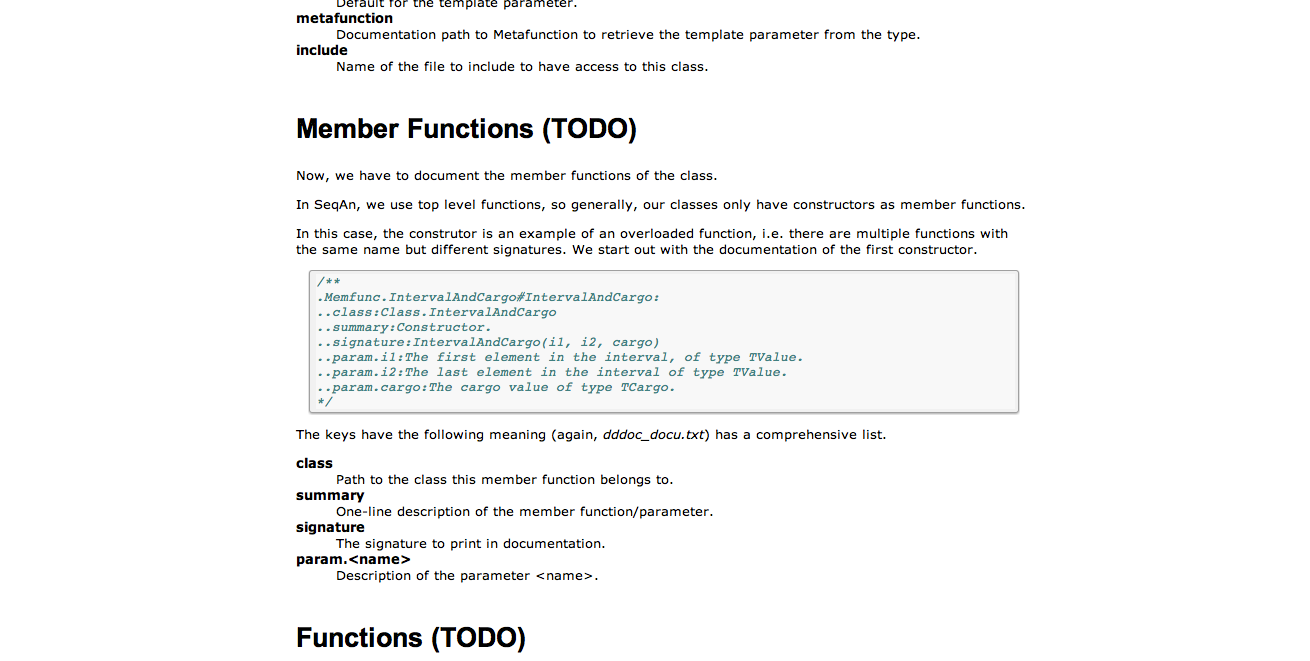 Default for the template parameter.
metafunction
Documentation path to Metafunction to retrieve the template parameter from the type.
include
Name of the file to include to have access to this class.
Member Functions (TODO)
Now, we have to document the member functions of the class.
In SeqAn, we use top level functions, so generally, our classes only have constructors as member functions.
In this case, the construtor is an example of an overloaded function, i.e. there are multiple functions with
the same name but different signatures. We start out with the documentation of the first constructor.
/**
.Memfunc.IntervalAndCargo#IntervalAndCargo:
..class:Class.IntervalAndCargo
..summary:Constructor.
..signature:IntervalAndCargo(i1, i2, cargo)
..param.i1:The first element in the interval, of type TValue.
..param.i2:The last element in the interval of type TValue.
..param.cargo:The cargo value of type TCargo.
*/
The keys have the following meaning (again, dddoc_docu.txt) has a comprehensive list.
class
Path to the class this member function belongs to.
summary
One-line description of the member function/parameter.
signature
The signature to print in documentation.
param.<name>
Description of the parameter <name>.
Functions (TODO)